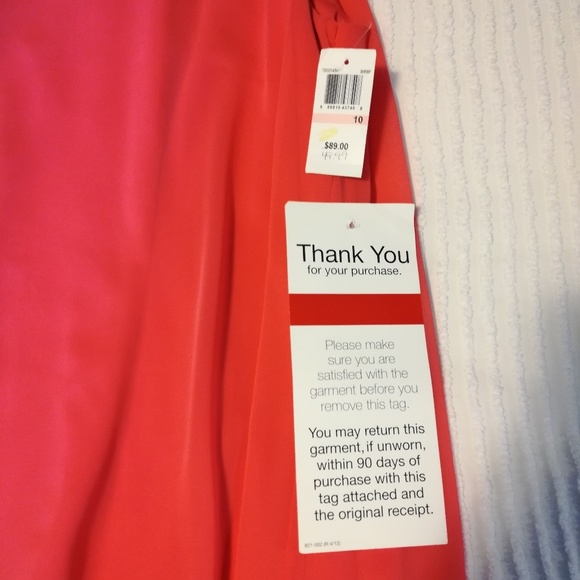 10
$89.00
Thank You
for your purchase.
Please make
sure you are
satisfied with the
garment before you
remove this tag.
You may return this
garment, if unworn,
within 90 days of
purchase with this
tag attached and
the original receipt.